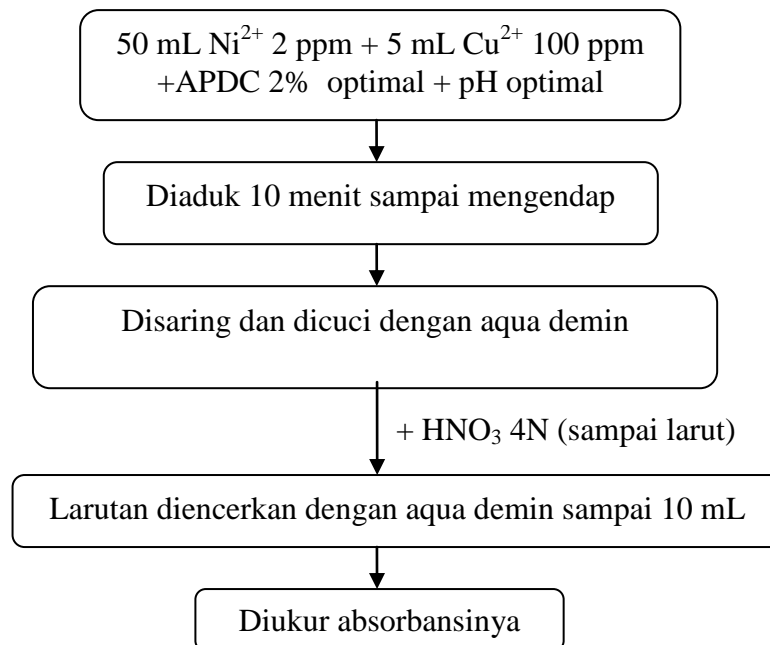 50 mL Ni²⁺ 2 ppm + 5 mL Cu²⁺ 100 ppm
+APDC 2% optimal + pH optimal
Diaduk 10 menit sampai mengendap
Disaring dan dicuci dengan aqua demin
+ HNO₃ 4N (sampai larut)
Larutan diencerkan dengan aqua demin sampai 10 mL
Diukur absorbansinya